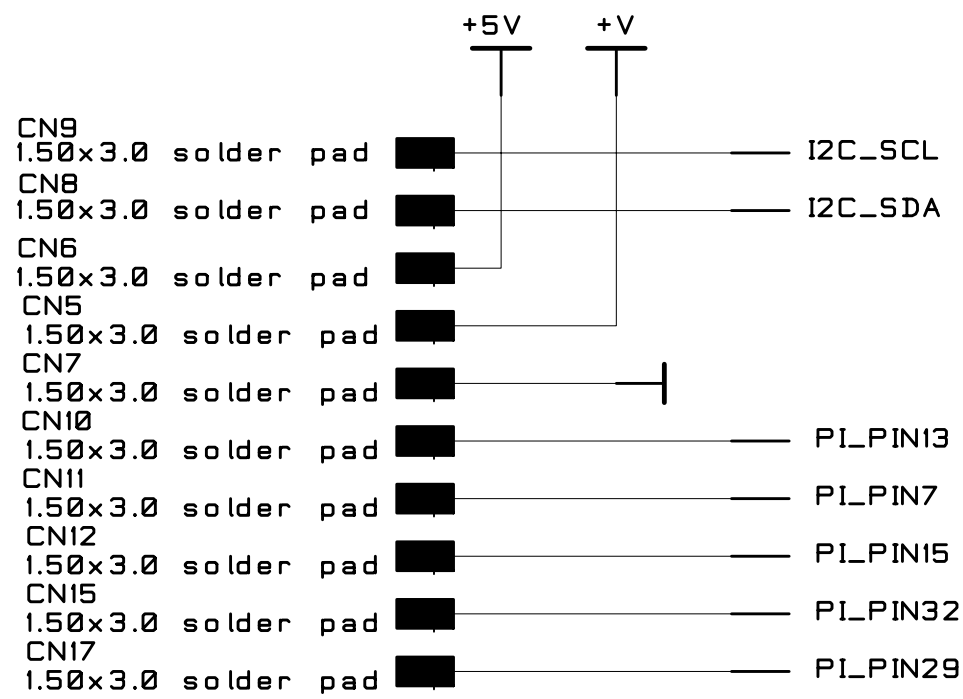 +5V +V
CN9
1.50x3.0 solder pad I2C_SCL
CN8
1.50x3.0 solder pad I2C_SDA
CN6
1.50x3.0 solder pad
CN5
1.50x3.0 solder pad
CN7
1.50x3.0 solder pad
CN10
1.50x3.0 solder pad PI_PIN13
CN11
1.50x3.0 solder pad PI_PIN7
CN12
1.50x3.0 solder pad PI_PIN15
CN15
1.50x3.0 solder pad PI_PIN32
CN17
1.50x3.0 solder pad PI_PIN29